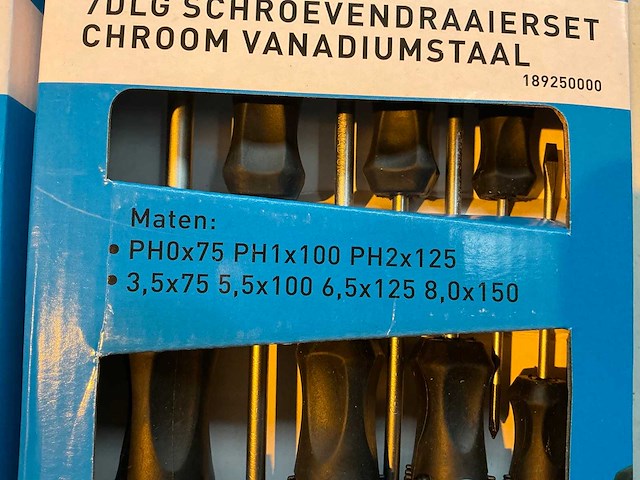 7DLG SCHROEVENDRAAIERSET
CHROOM VANADIUMSTAAL
189250000
Maten:
• PH0x75 PH1x100 PH2x125
• 3,5x75 5,5x100 6,5x125 8,0x150